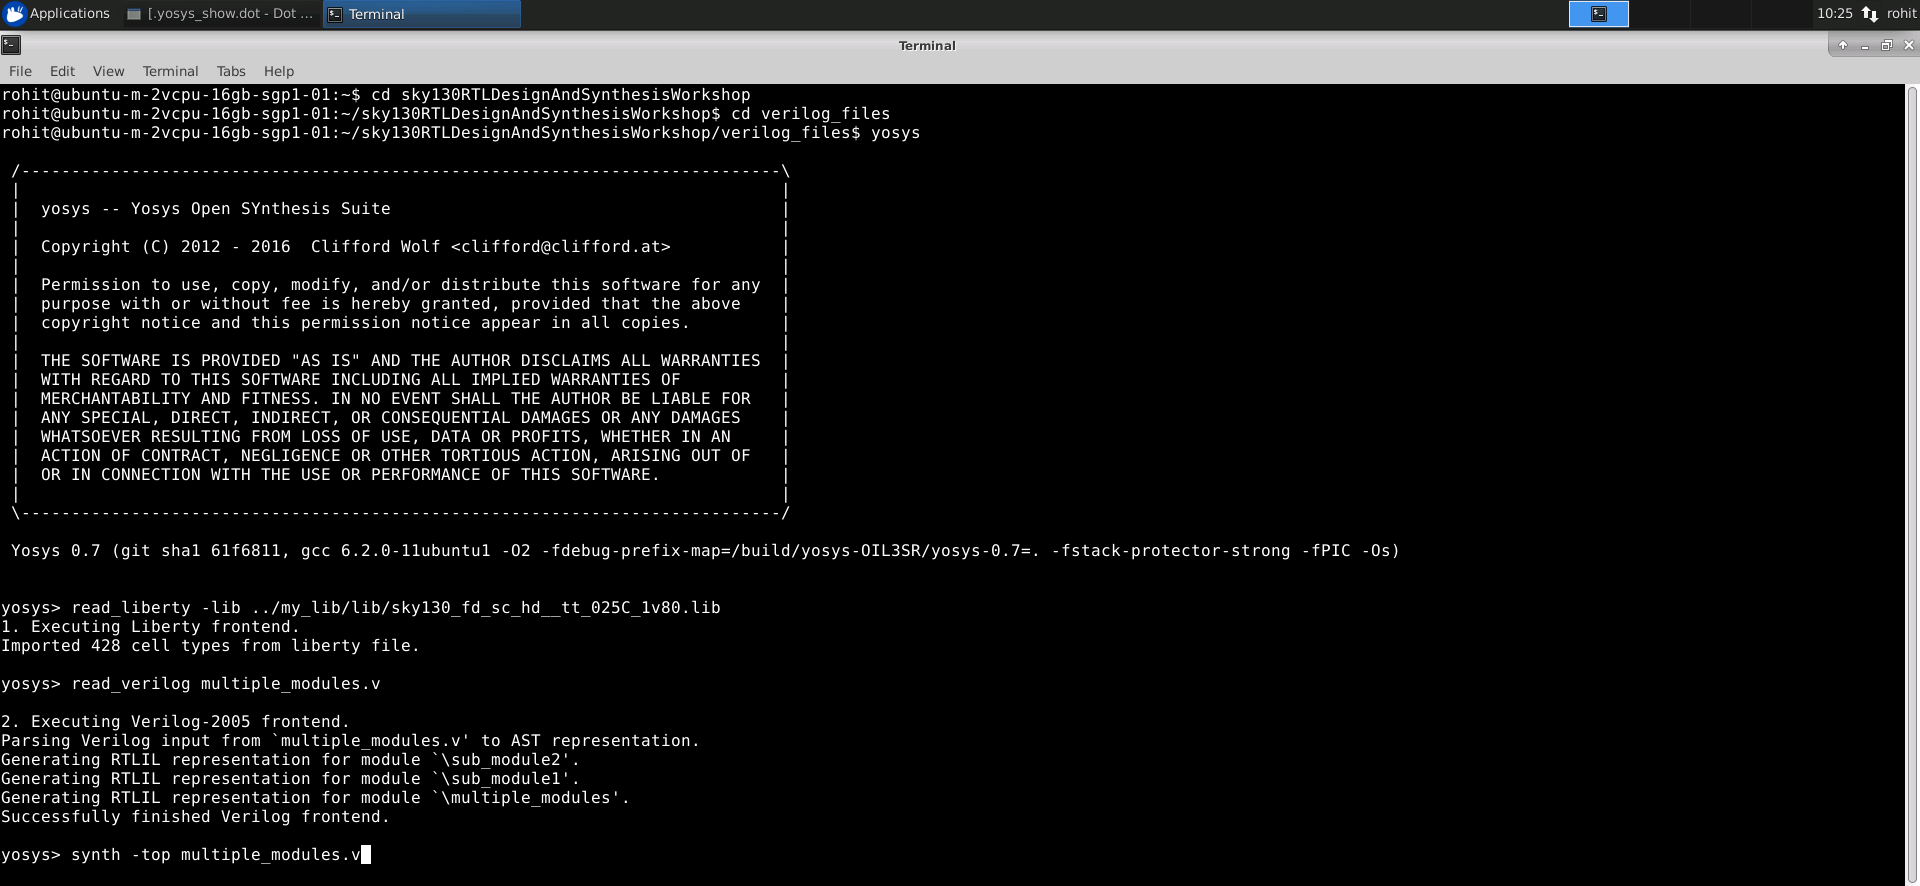 Applications [.yosys_show.dot - Dot ... Terminal 10:25 rohit
Terminal
File Edit View Terminal Tabs Help
rohit@ubuntu-m-2vcpu-16gb-sgp1-01:~$ cd sky130RTLDesignAndSynthesisWorkshop
rohit@ubuntu-m-2vcpu-16gb-sgp1-01:~/sky130RTLDesignAndSynthesisWorkshop$ cd verilog_files
rohit@ubuntu-m-2vcpu-16gb-sgp1-01:~/sky130RTLDesignAndSynthesisWorkshop/verilog_files$ yosys
/----------------------------------------------------------------------------\
|                                                                            |
|  yosys -- Yosys Open SYnthesis Suite                                       |
|                                                                            |
|  Copyright (C) 2012 - 2016  Clifford Wolf <clifford@clifford.at>           |
|                                                                            |
|  Permission to use, copy, modify, and/or distribute this software for any  |
|  purpose with or without fee is hereby granted, provided that the above    |
|  copyright notice and this permission notice appear in all copies.         |
|                                                                            |
|  THE SOFTWARE IS PROVIDED "AS IS" AND THE AUTHOR DISCLAIMS ALL WARRANTIES  |
|  WITH REGARD TO THIS SOFTWARE INCLUDING ALL IMPLIED WARRANTIES OF          |
|  MERCHANTABILITY AND FITNESS. IN NO EVENT SHALL THE AUTHOR BE LIABLE FOR   |
|  ANY SPECIAL, DIRECT, INDIRECT, OR CONSEQUENTIAL DAMAGES OR ANY DAMAGES    |
|  WHATSOEVER RESULTING FROM LOSS OF USE, DATA OR PROFITS, WHETHER IN AN     |
|  ACTION OF CONTRACT, NEGLIGENCE OR OTHER TORTIOUS ACTION, ARISING OUT OF   |
|  OR IN CONNECTION WITH THE USE OR PERFORMANCE OF THIS SOFTWARE.            |
|                                                                            |
\----------------------------------------------------------------------------/
Yosys 0.7 (git sha1 61f6811, gcc 6.2.0-11ubuntu1 -O2 -fdebug-prefix-map=/build/yosys-OIL3SR/yosys-0.7=. -fstack-protector-strong -fPIC -Os)
yosys> read_liberty -lib ../my_lib/lib/sky130_fd_sc_hd__tt_025C_1v80.lib
1. Executing Liberty frontend.
Imported 428 cell types from liberty file.
yosys> read_verilog multiple_modules.v
2. Executing Verilog-2005 frontend.
Parsing Verilog input from `multiple_modules.v' to AST representation.
Generating RTLIL representation for module `\sub_module2'.
Generating RTLIL representation for module `\sub_module1'.
Generating RTLIL representation for module `\multiple_modules'.
Successfully finished Verilog frontend.
yosys> synth -top multiple_modules.v